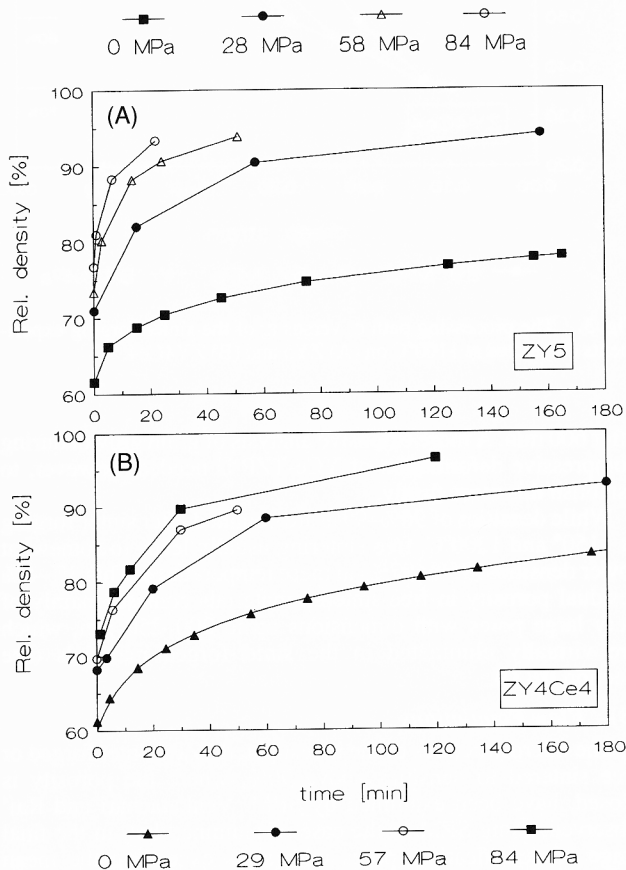 0 MPa 28 MPa 58 MPa 84 MPa
100
(A)
90
80
70
60
Rel. density [%]
ZY5
0 20 40 60 80 100 120 140 160 180
100
(B)
90
80
70
60
Rel. density [%]
ZY4Ce4
0 20 40 60 80 100 120 140 160 180
time [min]
0 MPa 29 MPa 57 MPa 84 MPa